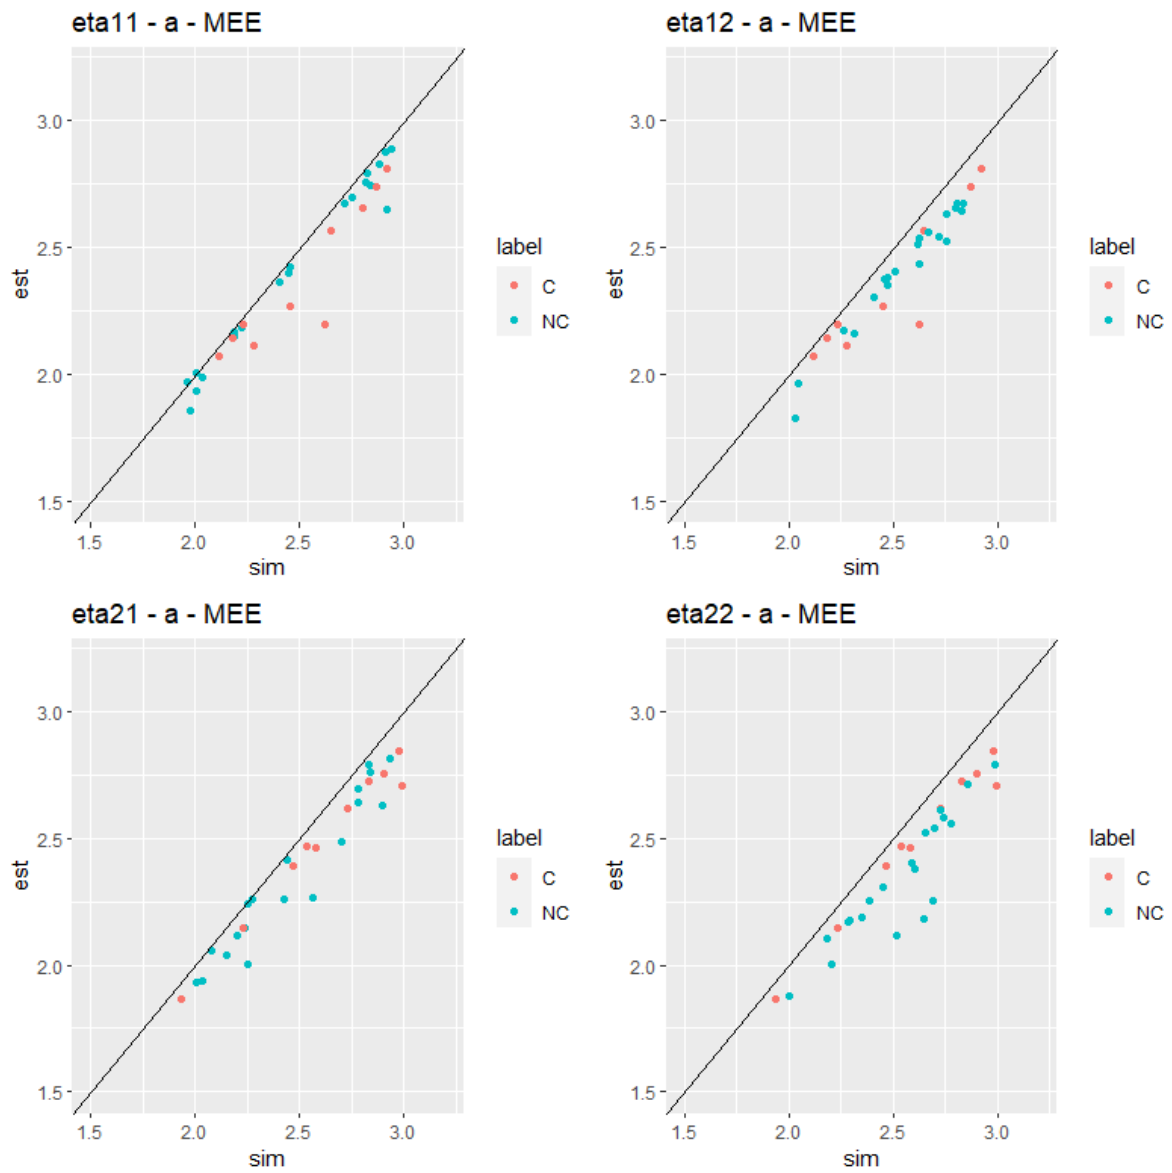 eta11 - a - MEE
est
3.0
2.5
2.0
1.5
1.5 2.0 2.5 3.0
sim
label
C
NC
eta12 - a - MEE
est
3.0
2.5
2.0
1.5
1.5 2.0 2.5 3.0
sim
label
C
NC
eta21 - a - MEE
est
3.0
2.5
2.0
1.5
1.5 2.0 2.5 3.0
sim
label
C
NC
eta22 - a - MEE
est
3.0
2.5
2.0
1.5
1.5 2.0 2.5 3.0
sim
label
C
NC